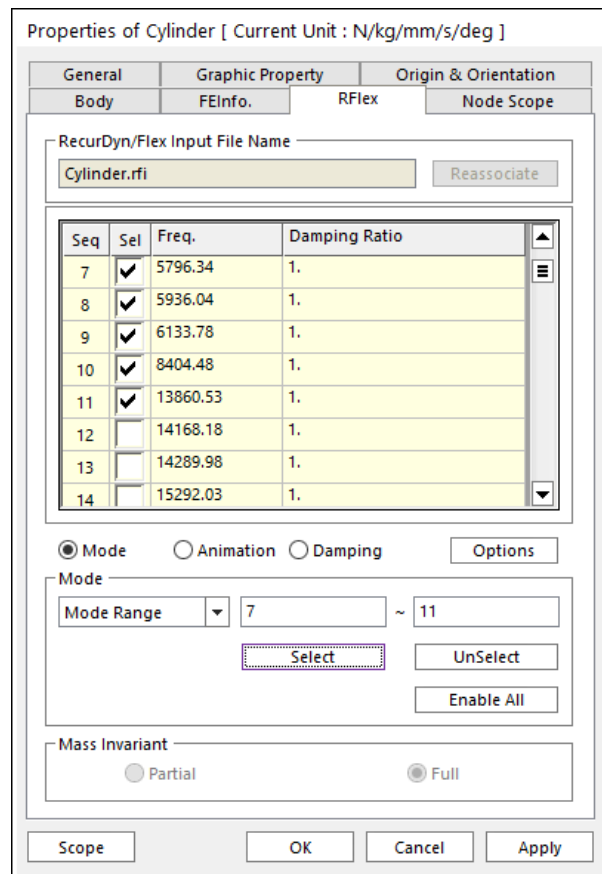 Properties of Cylinder [ Current Unit : N/kg/mm/s/deg ]
General Graphic Property Origin & Orientation
Body FEInfo. RFlex Node Scope
RecurDyn/Flex Input File Name
Cylinder.rfi Reassociate
Seq Sel Freq. Damping Ratio
7 5796.34 1.
8 5936.04 1.
9 6133.78 1.
10 8404.48 1.
11 13860.53 1.
12 14168.18 1.
13 14289.98 1.
14 15292.03 1.
Mode Animation Damping Options
Mode
Mode Range 7 ~ 11
Select UnSelect
Enable All
Mass Invariant
Partial Full
Scope OK Cancel Apply